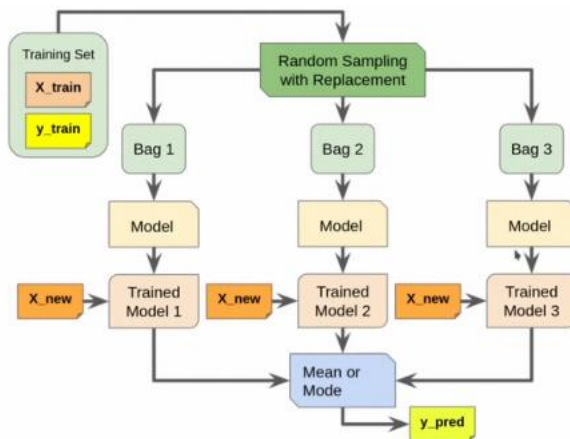 Training Set
X_train
y_train
Random Sampling
with Replacement
Bag 1
Bag 2
Bag 3
Model
Model
Model
X_new
Trained
Model 1
X_new
Trained
Model 2
X_new
Trained
Model 3
Mean or
Mode
y_pred